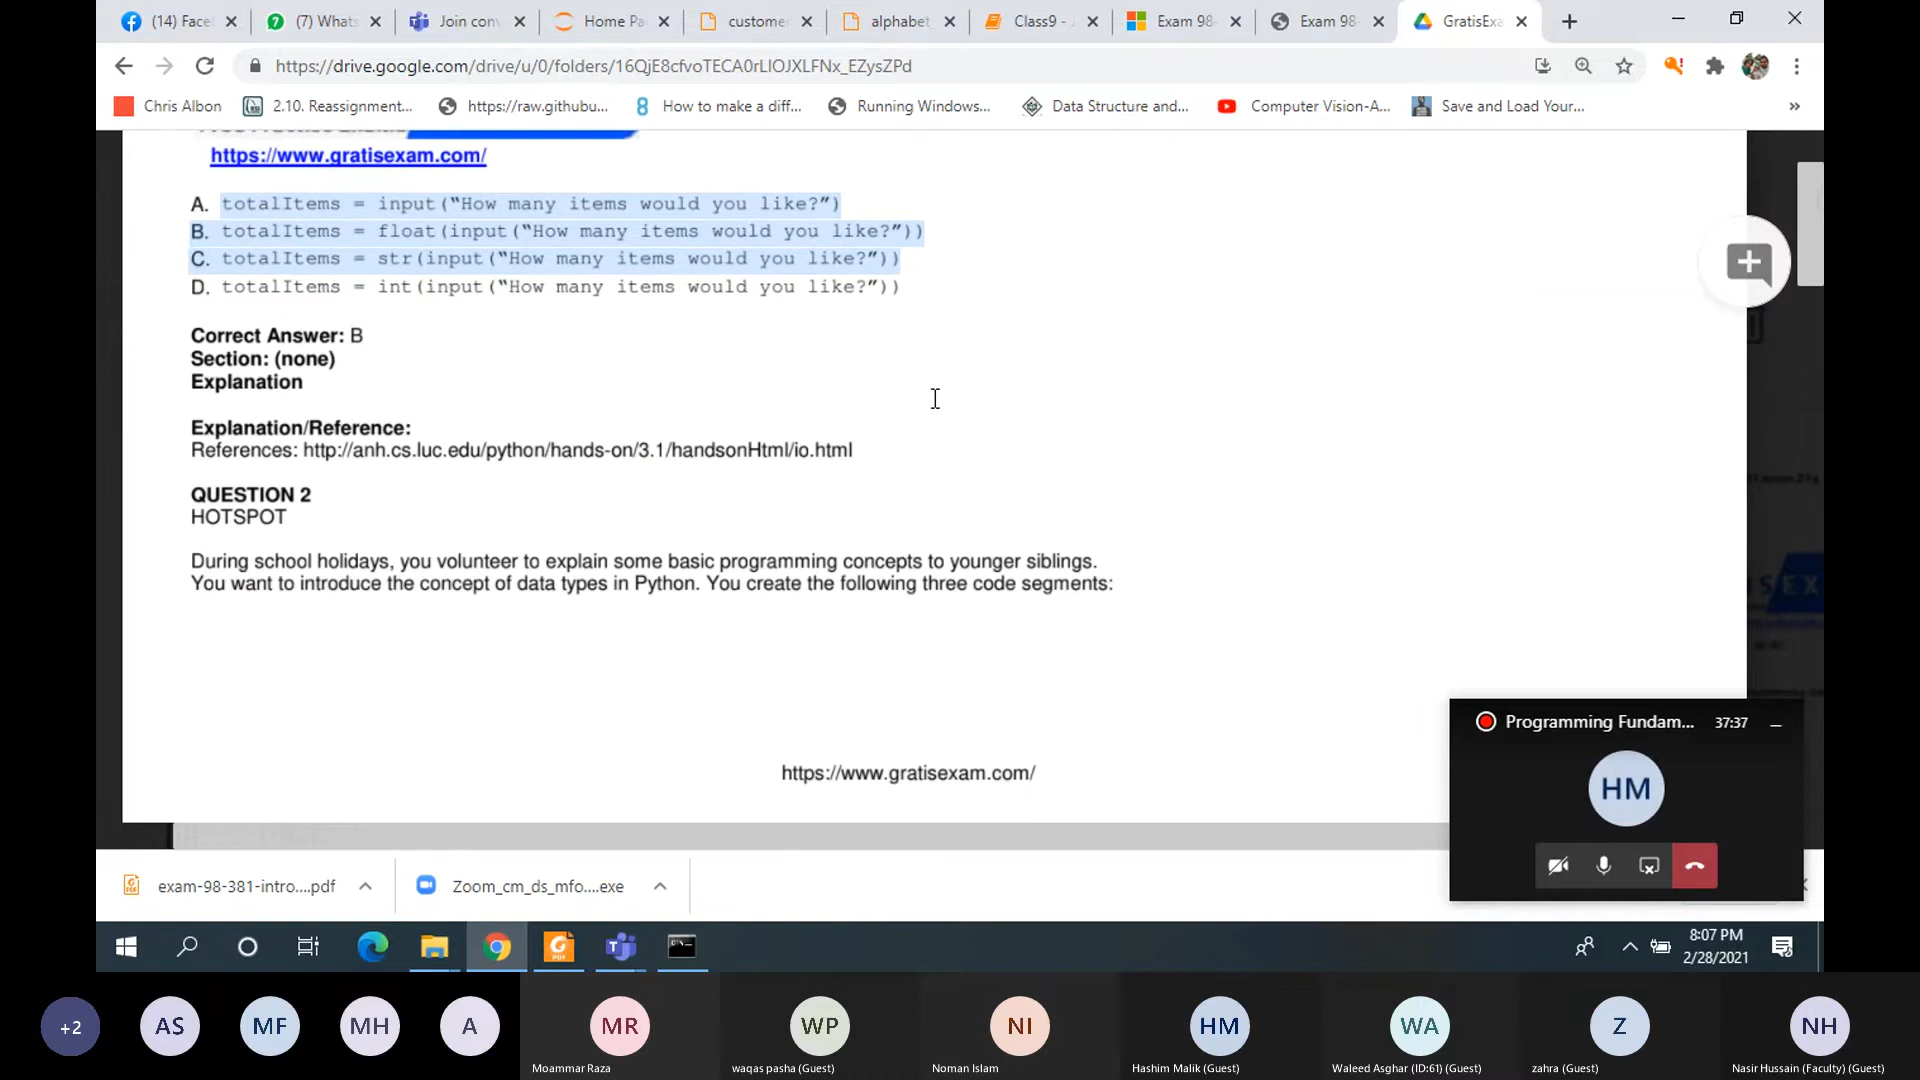 (14) Face
(7) Whats
Join con
Home Pa
custome
alphabet
Class9 -
Exam 98-
Exam 98-
GratisExa
https://drive.google.com/drive/u/0/folders/16QjE8cfvoTECA0rLIOJXLFNx_EZysZPd
Chris Albon
2.10. Reassignment...
https://raw.githubu...
How to make a diff...
Running Windows...
Data Structure and...
Computer Vision-A...
Save and Load Your...
»
https://www.gratisexam.com/
A. totalItems = input(“How many items would you like?”)
B. totalItems = float(input(“How many items would you like?”))
C. totalItems = str(input(“How many items would you like?”))
D. totalItems = int(input(“How many items would you like?”))
Correct Answer: B
Section: (none)
Explanation
Explanation/Reference:
References: http://anh.cs.luc.edu/python/hands-on/3.1/handsonHtml/io.html
QUESTION 2
HOTSPOT
During school holidays, you volunteer to explain some basic programming concepts to younger siblings.
You want to introduce the concept of data types in Python. You create the following three code segments:
https://www.gratisexam.com/
Programming Fundam... 37:37
HM
exam-98-381-intro....pdf
Zoom_cm_ds_mfo....exe
8:07 PM
2/28/2021
+2
AS
MF
MH
A
MR
WP
NI
HM
WA
Z
NH
Moammar Raza
waqas pasha (Guest)
Noman Islam
Hashim Malik (Guest)
Waleed Asghar (ID:61) (Guest)
zahra (Guest)
Nasir Hussain (Faculty) (Guest)